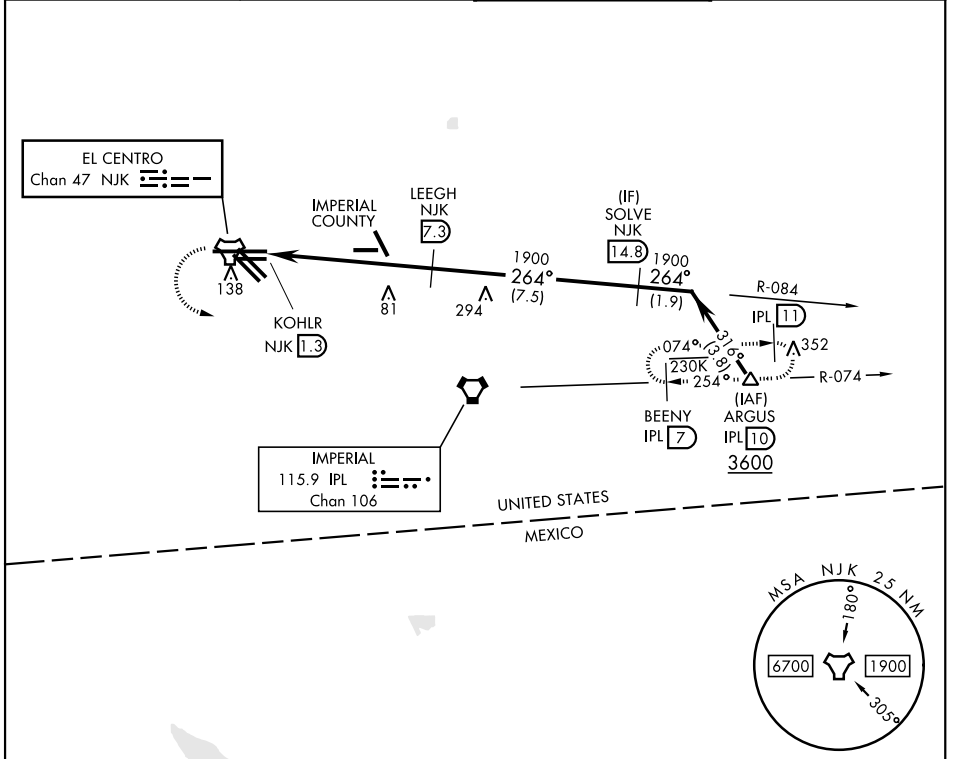 EL CENTRO
Chan 47 NJK
138
IMPERIAL
COUNTY
81
LEEGH
NJK
7.3
294
1900
264°
(7.5)
(IF)
SOLVE
NJK
14.8
1900
264°
(1.9)
KOHLR
NJK 1.3
R-084
IPL 11
352
316°
(3.8)
074°
230K
254°
R-074
BEENY
IPL 7
(IAF)
ARGUS
IPL 10
3600
IMPERIAL
115.9 IPL
Chan 106
UNITED STATES
MEXICO
MSA NJK 25 NM
180°
6700
1900
305°